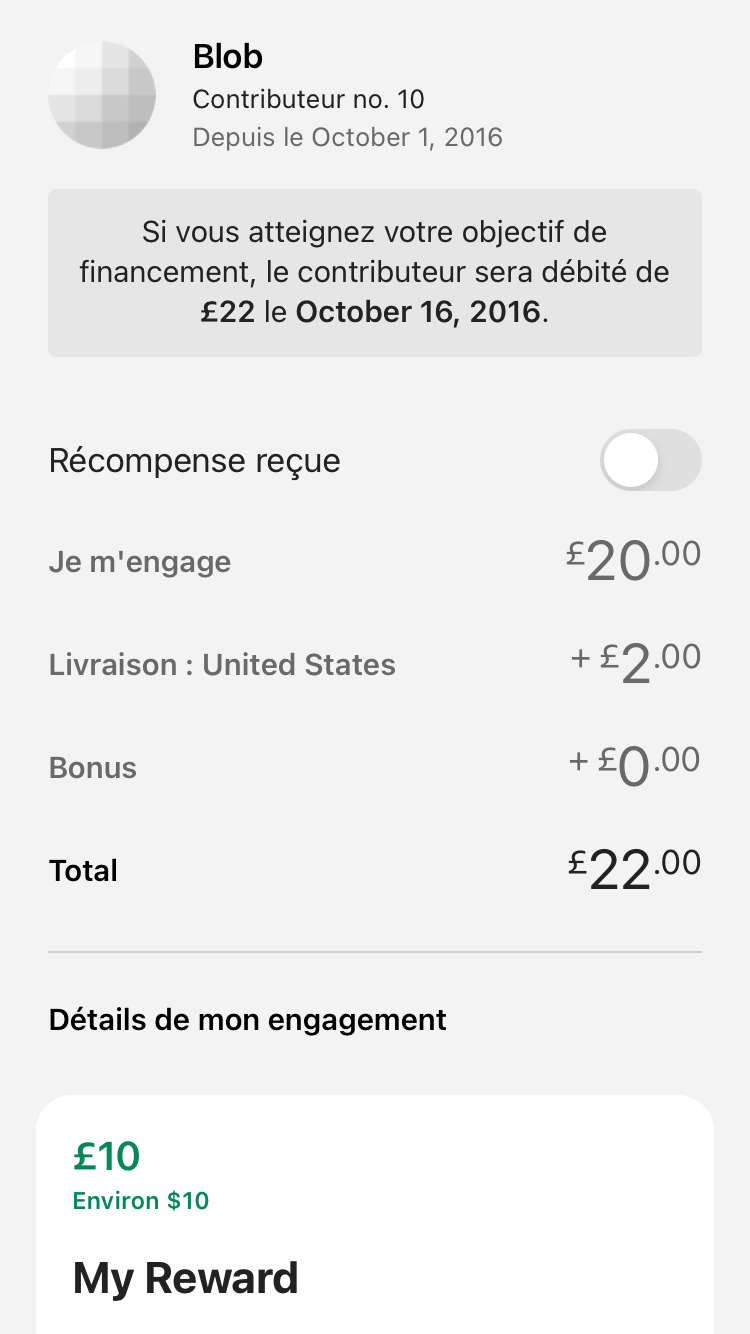 Blob
Contributeur no. 10
Depuis le October 1, 2016
Si vous atteignez votre objectif de
financement, le contributeur sera débité de
£22 le October 16, 2016.
Récompense reçue
Je m'engage
£20.00
Livraison : United States
+ £2.00
Bonus
+ £0.00
Total
£22.00
Détails de mon engagement
£10
Environ $10
My Reward